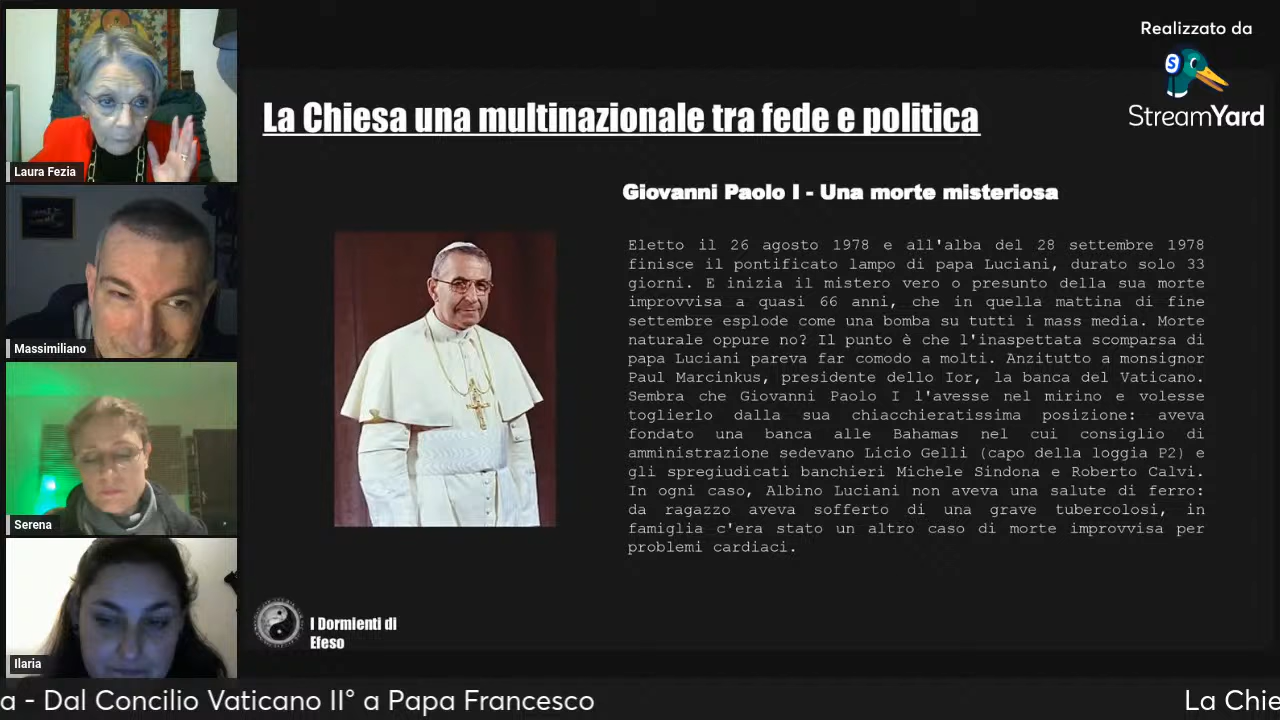 Realizzato da
S
StreamYard
La Chiesa una multinazionale tra fede e politica
Giovanni Paolo I - Una morte misteriosa
Eletto il 26 agosto 1978 e all'alba del 28 settembre 1978
finisce il pontificato lampo di papa Luciani, durato solo 33
giorni. E inizia il mistero vero o presunto della sua morte
improvvisa a quasi 66 anni, che in quella mattina di fine
settembre esplode come una bomba su tutti i mass media. Morte
naturale oppure no? Il punto è che l'inaspettata scomparsa di
papa Luciani pareva far comodo a molti. Anzitutto a monsignor
Paul Marcinkus, presidente dello Ior, la banca del Vaticano.
Sembra che Giovanni Paolo I l'avesse nel mirino e volesse
toglierlo dalla sua chiacchieratissima posizione: aveva
fondato una banca alle Bahamas nel cui consiglio di
amministrazione sedevano Licio Gelli (capo della loggia P2) e
gli spregiudicati banchieri Michele Sindona e Roberto Calvi.
In ogni caso, Albino Luciani non aveva una salute di ferro:
da ragazzo aveva sofferto di una grave tubercolosi, in
famiglia c'era stato un altro caso di morte improvvisa per
problemi cardiaci.
Laura Fezia
Massimiliano
Serena
Ilaria
I Dormienti di
Efeso
a - Dal Concilio Vaticano II° a Papa Francesco
La Chie